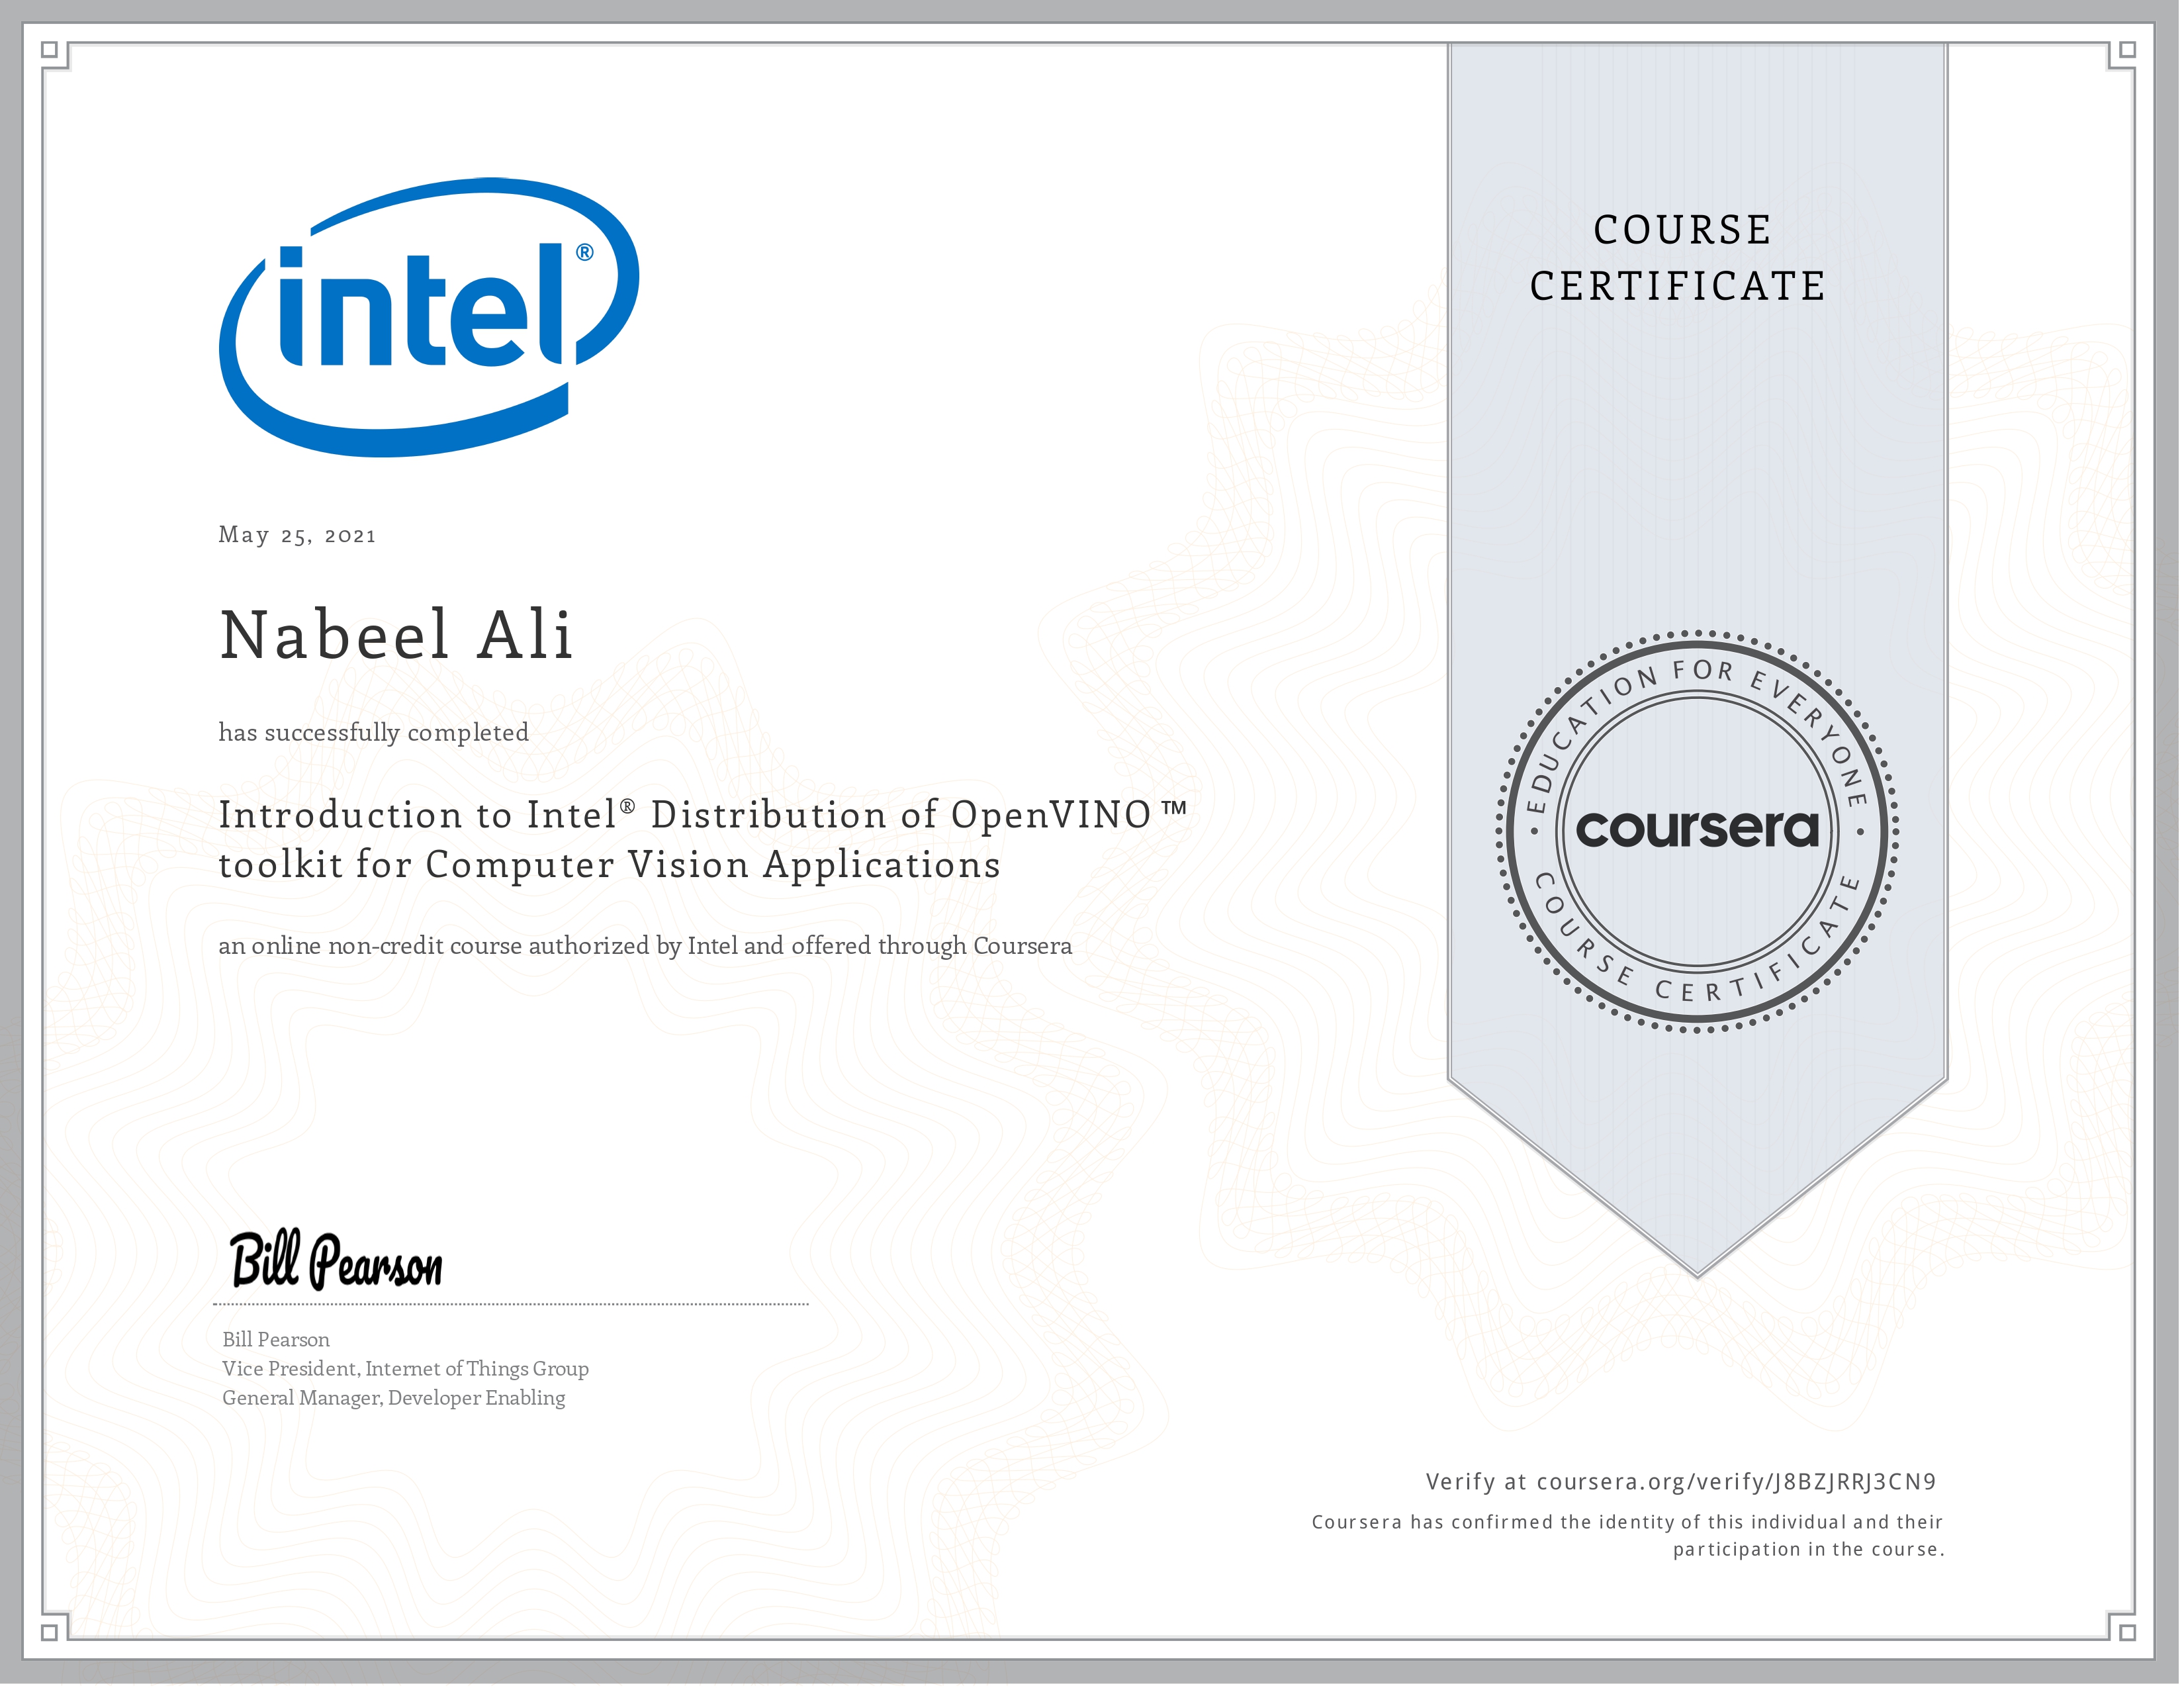 intel®
May 25, 2021
Nabeel Ali
has successfully completed
Introduction to Intel® Distribution of OpenVINO™
toolkit for Computer Vision Applications
an online non-credit course authorized by Intel and offered through Coursera
Bill Pearson
Bill Pearson
Vice President, Internet of Things Group
General Manager, Developer Enabling
COURSE
CERTIFICATE
• EDUCATION FOR EVERYONE •
coursera
COURSE CERTIFICATE
Verify at coursera.org/verify/J8BZJRRJ3CN9
Coursera has confirmed the identity of this individual and their
participation in the course.